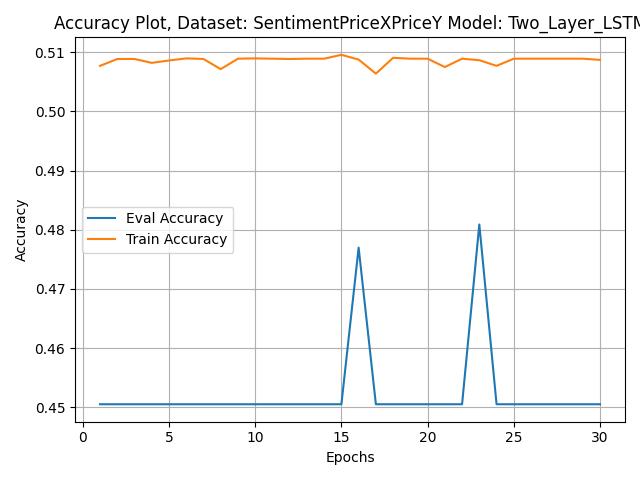 Accuracy Plot, Dataset: SentimentPriceXPriceY Model: Two_Layer_LSTM
0.51
0.50
0.49
0.48
0.47
0.46
0.45
Accuracy
Eval Accuracy
Train Accuracy
0 5 10 15 20 25 30
Epochs